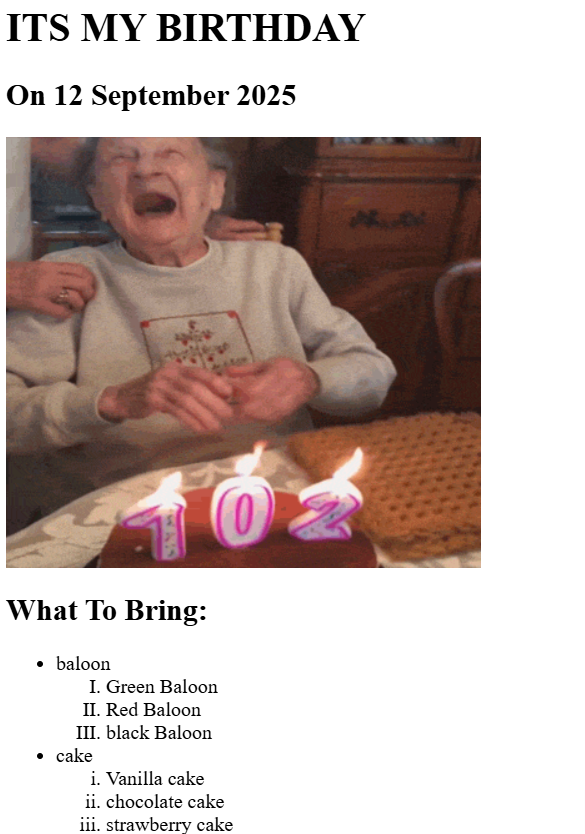 ITS MY BIRTHDAY
On 12 September 2025
102
What To Bring:
• baloon
I. Green Baloon
II. Red Baloon
III. black Baloon
• cake
i. Vanilla cake
ii. chocolate cake
iii. strawberry cake